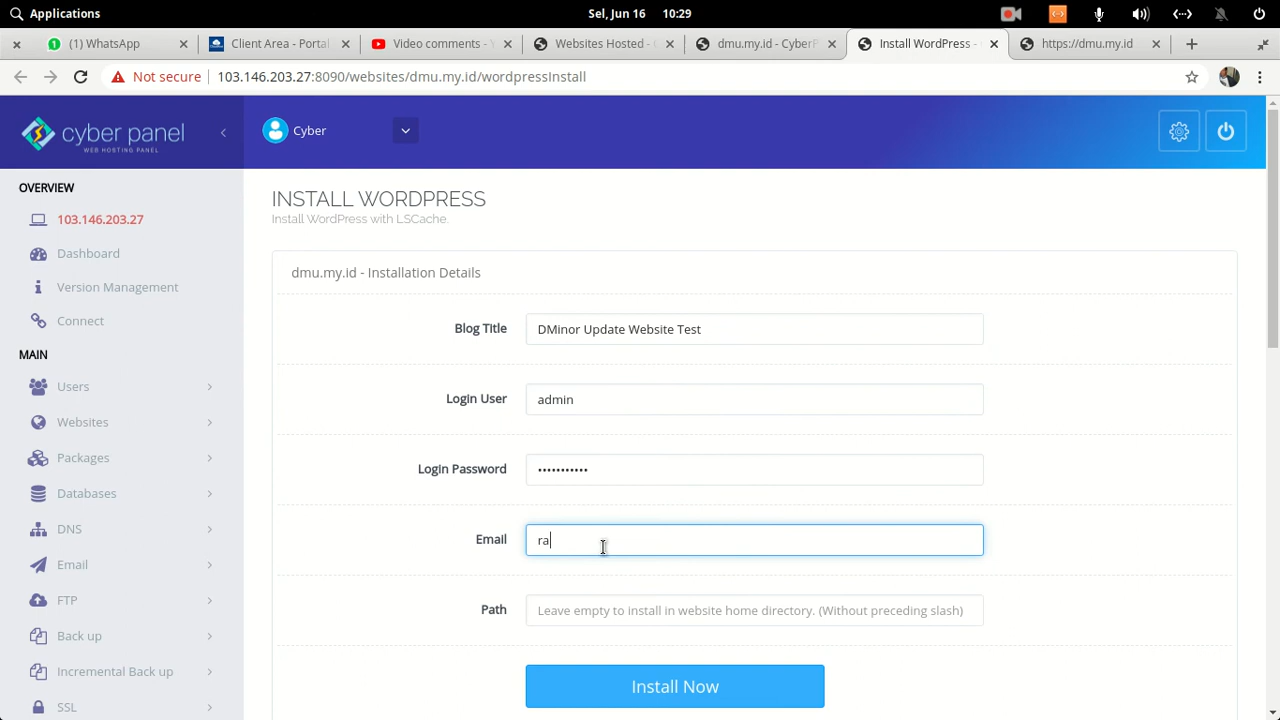 Applications
Sel, Jun 16 10:29
(1) WhatsApp
Client Area - Portal
Video comments - Y
Websites Hosted - C
dmu.my.id - CyberP
Install WordPress -
https://dmu.my.id
Not secure
103.146.203.27:8090/websites/dmu.my.id/wordpressInstall
cyber panel
WEB HOSTING PANEL
Cyber
OVERVIEW
103.146.203.27
Dashboard
Version Management
Connect
MAIN
Users
Websites
Packages
Databases
DNS
Email
FTP
Back up
Incremental Back up
SSL
INSTALL WORDPRESS
Install WordPress with LSCache.
dmu.my.id - Installation Details
Blog Title
DMinor Update Website Test
Login User
admin
Login Password
•••••••••••
Email
ra
Path
Leave empty to install in website home directory. (Without preceding slash)
Install Now